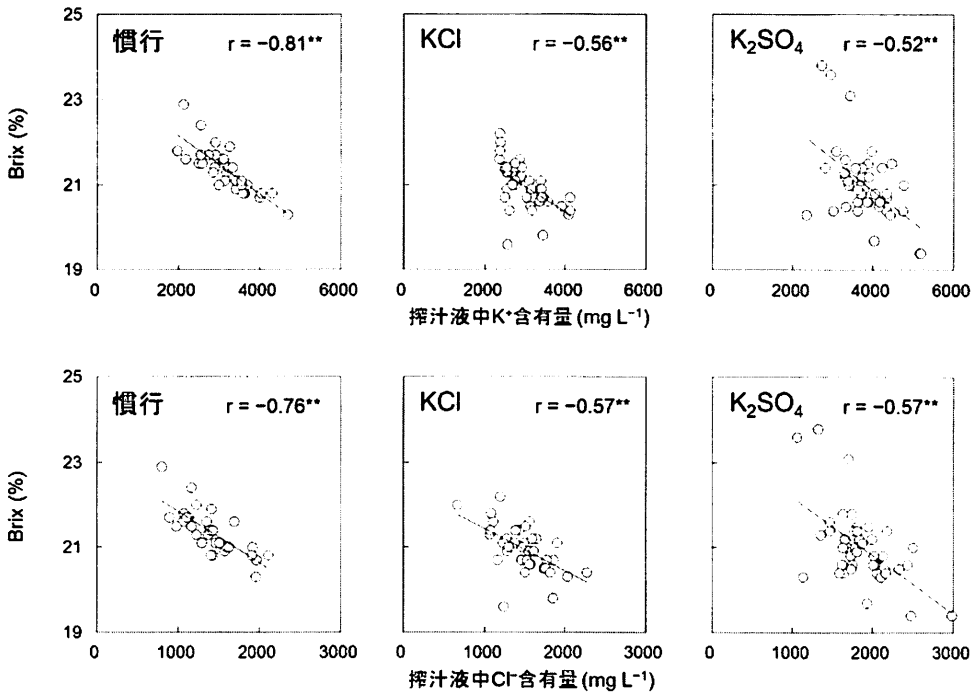 慣行 r = −0.81**
KCl r = −0.56**
K₂SO₄ r = −0.52**
Brix (%)
25
23
21
19
0 2000 4000 6000
0 2000 4000 6000
0 2000 4000 6000
搾汁液中K⁺含有量 (mg L⁻¹)
慣行 r = −0.76**
KCl r = −0.57**
K₂SO₄ r = −0.57**
Brix (%)
25
23
21
19
0 1000 2000 3000
0 1000 2000 3000
0 1000 2000 3000
搾汁液中Cl⁻含有量 (mg L⁻¹)